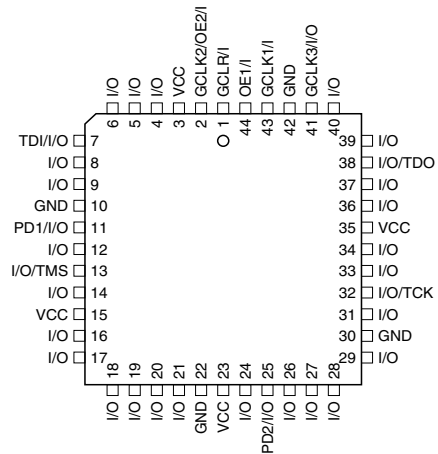 I/O
I/O
I/O
VCC
GCLK2/OE2/I
GCLR/I
OE1/I
GCLK1/I
GND
GCLK3/I/O
I/O
6
5
4
3
2
1
44
43
42
41
40
TDI/I/O 7
I/O 8
I/O 9
GND 10
PD1/I/O 11
I/O 12
I/O/TMS 13
I/O 14
VCC 15
I/O 16
I/O 17
39 I/O
38 I/O/TDO
37 I/O
36 I/O
35 VCC
34 I/O
33 I/O
32 I/O/TCK
31 I/O
30 GND
29 I/O
18
19
20
21
22
23
24
25
26
27
28
I/O
I/O
I/O
I/O
GND
VCC
I/O
PD2/I/O
I/O
I/O
I/O